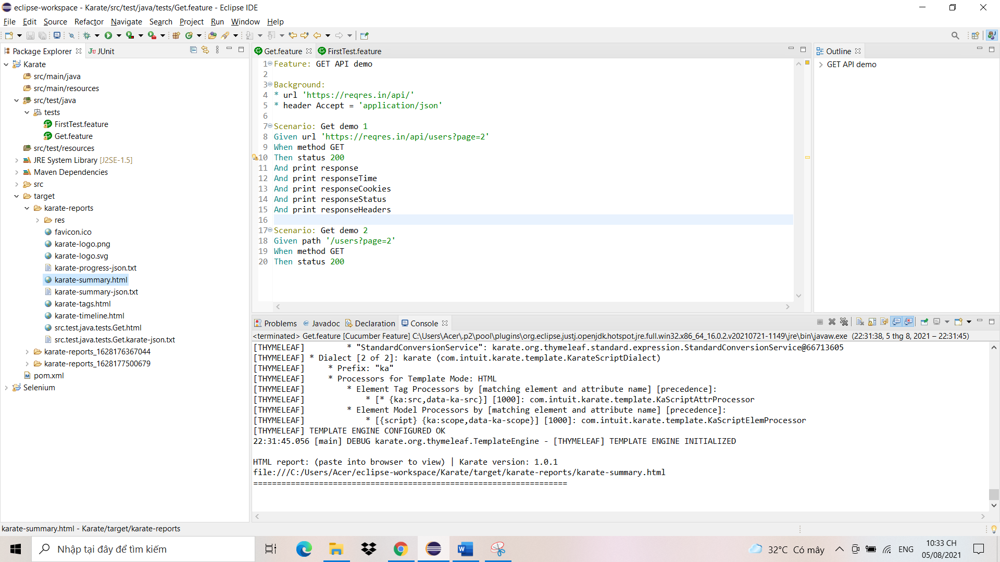 eclipse-workspace - Karate/src/test/java/tests/Get.feature - Eclipse IDE
File Edit Source Refactor Navigate Search Project Run Window Help
Package Explorer
JUnit
Karate
src/main/java
src/main/resources
src/test/java
tests
FirstTest.feature
Get.feature
src/test/resources
JRE System Library [J2SE-1.5]
Maven Dependencies
src
target
karate-reports
res
favicon.ico
karate-logo.png
karate-logo.svg
karate-progress-json.txt
karate-summary.html
karate-summary-json.txt
karate-tags.html
karate-timeline.html
src.test.java.tests.Get.html
src.test.java.tests.Get.karate-json.txt
karate-reports_1628176367044
karate-reports_1628177500679
pom.xml
Selenium
Get.feature
FirstTest.feature
1 Feature: GET API demo
2
3 Background:
4 * url 'https://reqres.in/api/'
5 * header Accept = 'application/json'
6
7 Scenario: Get demo 1
8 Given url 'https://reqres.in/api/users?page=2'
9 When method GET
10 Then status 200
11 And print response
12 And print responseTime
13 And print responseCookies
14 And print responseStatus
15 And print responseHeaders
16
17 Scenario: Get demo 2
18 Given path '/users?page=2'
19 When method GET
20 Then status 200
Outline
GET API demo
Problems @ Javadoc Declaration Console
<terminated> Get.feature [Cucumber Feature] C:\Users\Acer\.p2\pool\plugins\org.eclipse.justj.openjdk.hotspot.jre.full.win32.x86_64_16.0.2.v20210721-1149\jre\bin\javaw.exe (22:31:38, 5 thg 8, 2021 – 22:31:45)
[THYMELEAF] * "StandardConversionService": karate.org.thymeleaf.standard.expression.StandardConversionService@66713605
[THYMELEAF] * Dialect [2 of 2]: karate (com.intuit.karate.template.KarateScriptDialect)
[THYMELEAF] * Prefix: "ka"
[THYMELEAF] * Processors for Template Mode: HTML
[THYMELEAF] * Element Tag Processors by [matching element and attribute name] [precedence]:
[THYMELEAF] * [* {ka:src,data-ka-src}] [1000]: com.intuit.karate.template.KaScriptAttrProcessor
[THYMELEAF] * Element Model Processors by [matching element and attribute name] [precedence]:
[THYMELEAF] * [{script} {ka:scope,data-ka-scope}] [1000]: com.intuit.karate.template.KaScriptElemProcessor
[THYMELEAF] TEMPLATE ENGINE CONFIGURED OK
22:31:45.056 [main] DEBUG karate.org.thymeleaf.TemplateEngine - [THYMELEAF] TEMPLATE ENGINE INITIALIZED
HTML report: (paste into browser to view) | Karate version: 1.0.1
file:///C:/Users/Acer/eclipse-workspace/Karate/target/karate-reports/karate-summary.html
===================================================================
karate-summary.html - Karate/target/karate-reports
Nhập tại đây để tìm kiếm
32°C Có mây
ENG
10:33 CH
05/08/2021